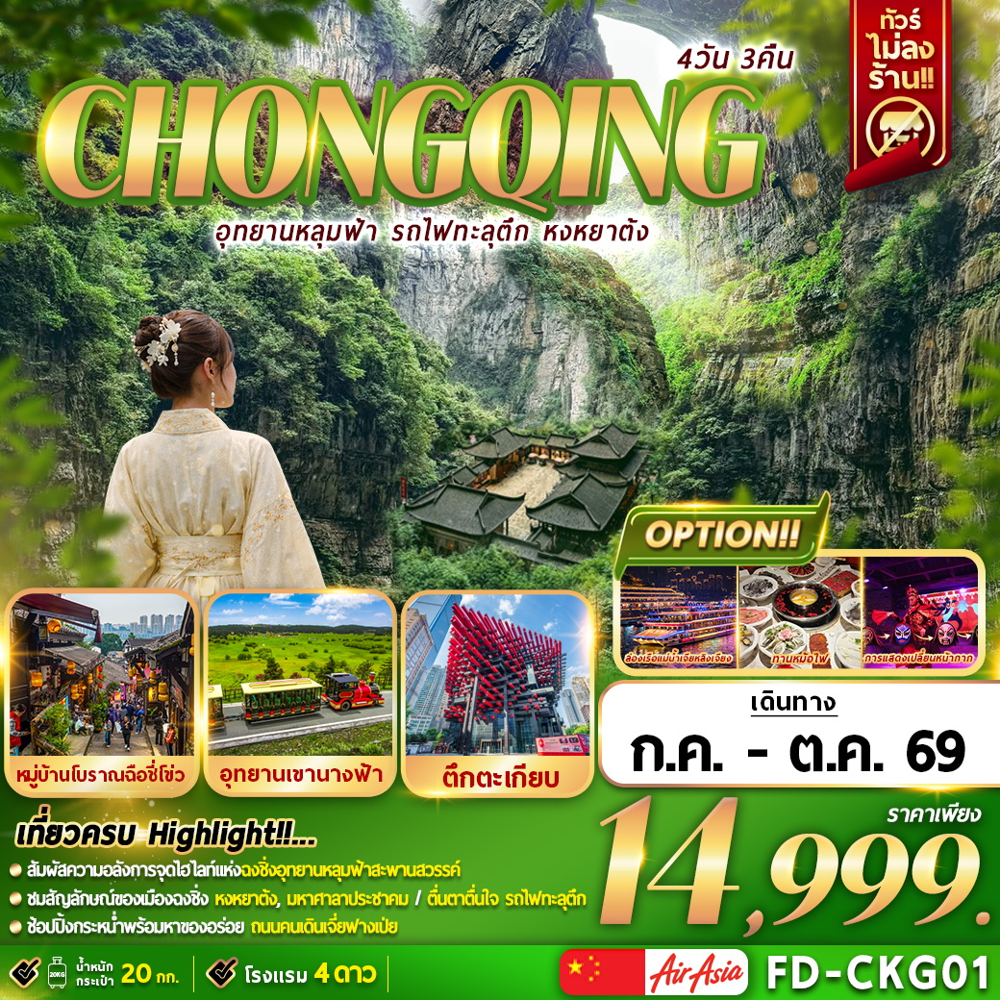 ทัวร์
ไม่ลง
ร้าน!!
4วัน 3คืน
CHONGQING
อุทยานหลุมฟ้า รถไฟทะลุตึก หงหยาต้ง
OPTION!!
ล่องเรือแม่น้ำเจียหลิงเจียง
ทานหม้อไฟ
การแสดงเปลี่ยนหน้ากาก
หมู่บ้านโบราณฉือชี่โข่ว
อุทยานเขานางฟ้า
ตึกตะเกียบ
เดินทาง
ก.ค. - ต.ค. 69
ราคาเพียง
14,999.
เที่ยวครบ Highlight!!...
สัมผัสความอลังการจุดไฮไลท์แห่งฉงชิ่งอุทยานหลุมฟ้าสะพานสวรรค์
ชมสัญลักษณ์ของเมืองฉงชิ่ง หงหยาต้ง, มหาศาลาประชาคม / ตื่นตาตื่นใจ รถไฟทะลุตึก
ช้อปปิ้งกระหน่ำพร้อมหาของอร่อย ถนนคนเดินเจี่ยฟางเป่ย
20KG
น้ำหนัก
กระเป๋า 20 กก.
โรงแรม 4 ดาว
AirAsia
FD-CKG01